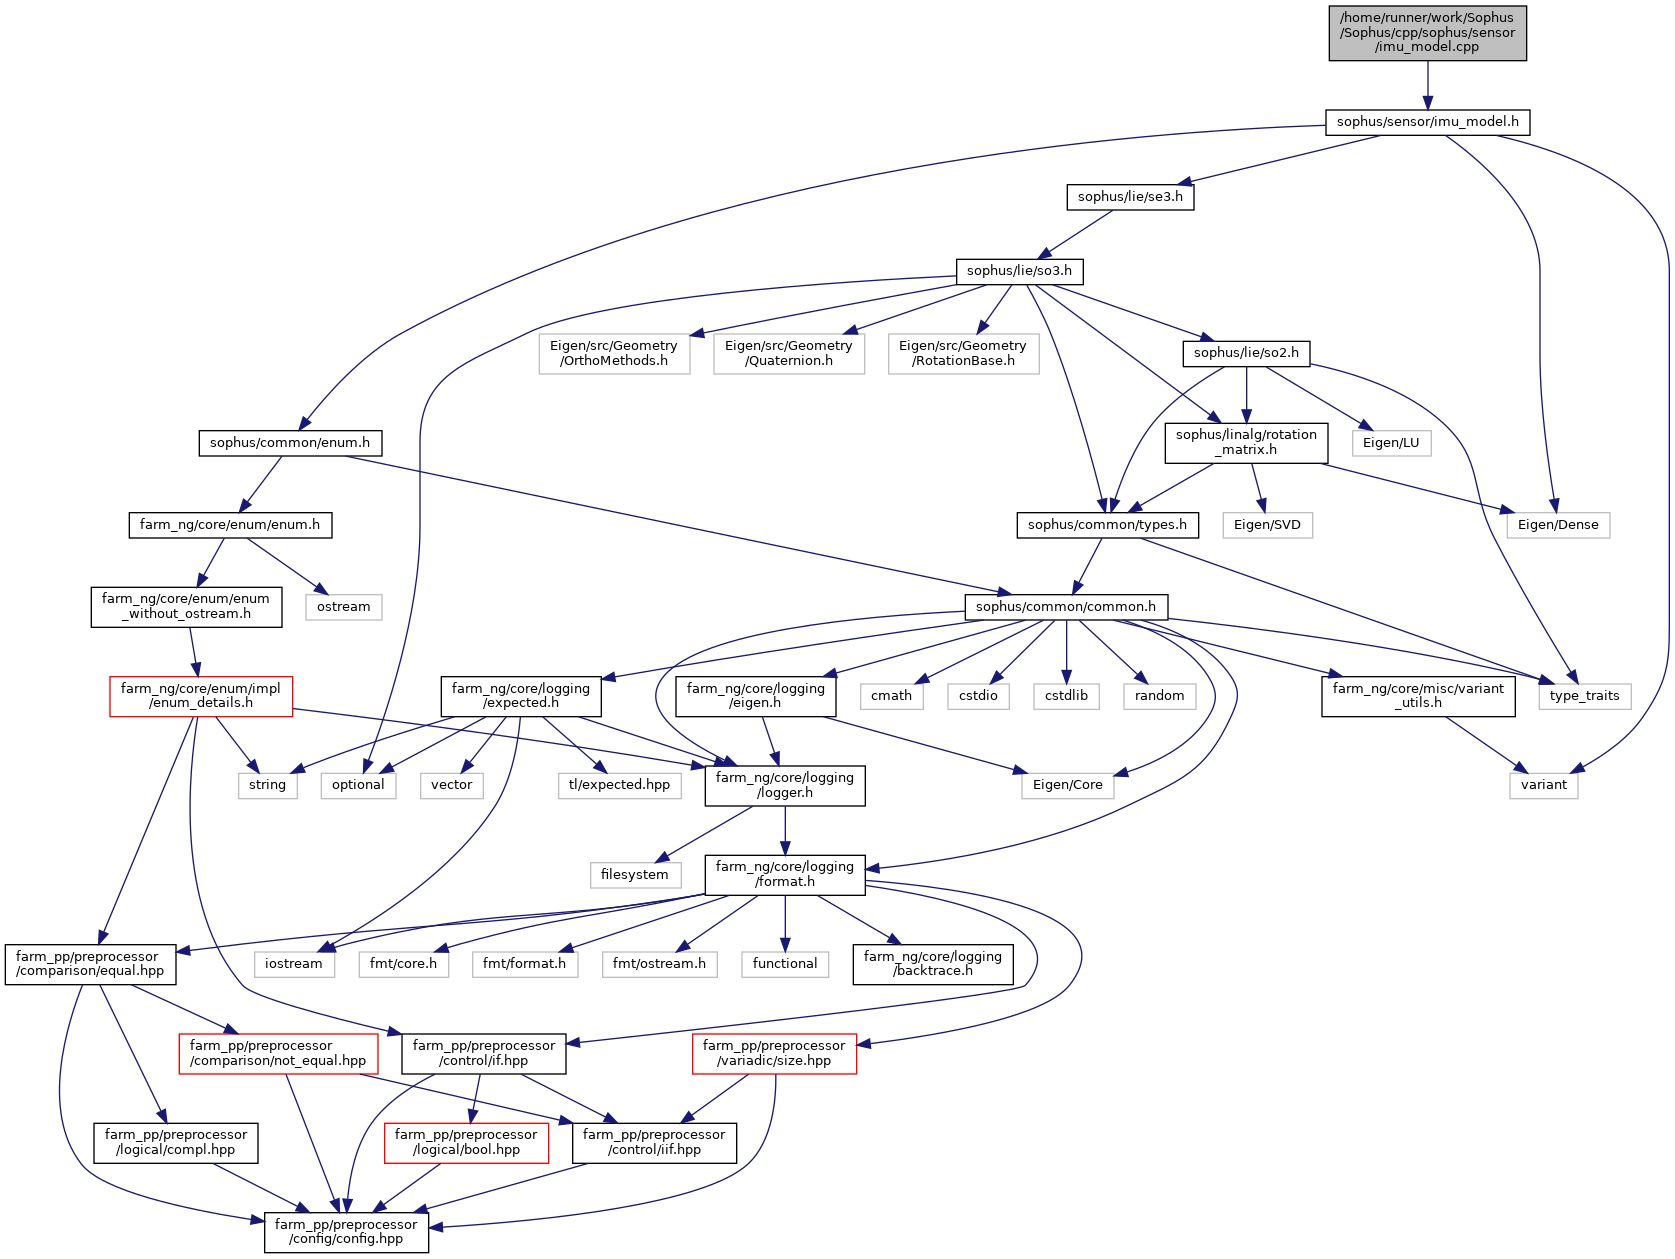 /home/runner/work/Sophus
/Sophus/cpp/sophus/sensor
/imu_model.cpp
sophus/sensor/imu_model.h
sophus/lie/se3.h
sophus/lie/so3.h
Eigen/src/Geometry
/OrthoMethods.h
Eigen/src/Geometry
/Quaternion.h
Eigen/src/Geometry
/RotationBase.h
sophus/lie/so2.h
sophus/common/enum.h
sophus/linalg/rotation
_matrix.h
Eigen/LU
farm_ng/core/enum/enum.h
sophus/common/types.h
Eigen/SVD
Eigen/Dense
farm_ng/core/enum/enum
_without_ostream.h
ostream
sophus/common/common.h
farm_ng/core/enum/impl
/enum_details.h
farm_ng/core/logging
/expected.h
farm_ng/core/logging
/eigen.h
cmath
cstdio
cstdlib
random
farm_ng/core/misc/variant
_utils.h
type_traits
string
optional
vector
tl/expected.hpp
farm_ng/core/logging
/logger.h
Eigen/Core
variant
filesystem
farm_ng/core/logging
/format.h
farm_pp/preprocessor
/comparison/equal.hpp
iostream
fmt/core.h
fmt/format.h
fmt/ostream.h
functional
farm_ng/core/logging
/backtrace.h
farm_pp/preprocessor
/comparison/not_equal.hpp
farm_pp/preprocessor
/control/if.hpp
farm_pp/preprocessor
/variadic/size.hpp
farm_pp/preprocessor
/logical/compl.hpp
farm_pp/preprocessor
/logical/bool.hpp
farm_pp/preprocessor
/control/iif.hpp
farm_pp/preprocessor
/config/config.hpp